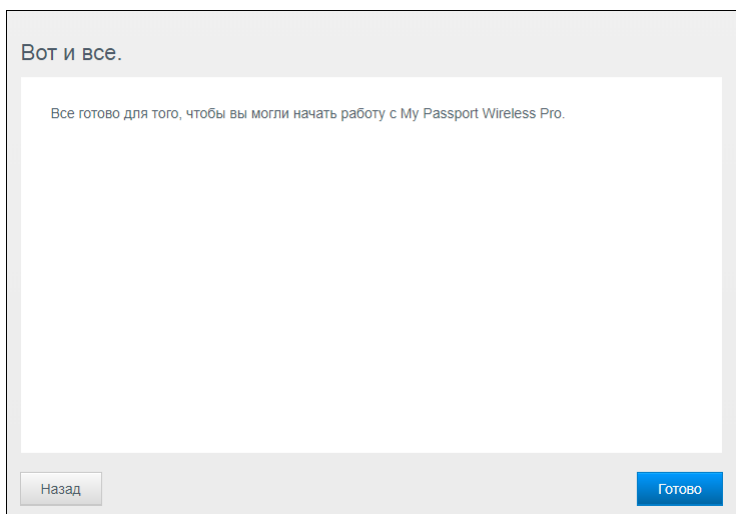 Вот и все.
Все готово для того, чтобы вы могли начать работу с My Passport Wireless Pro.
Назад
Готово